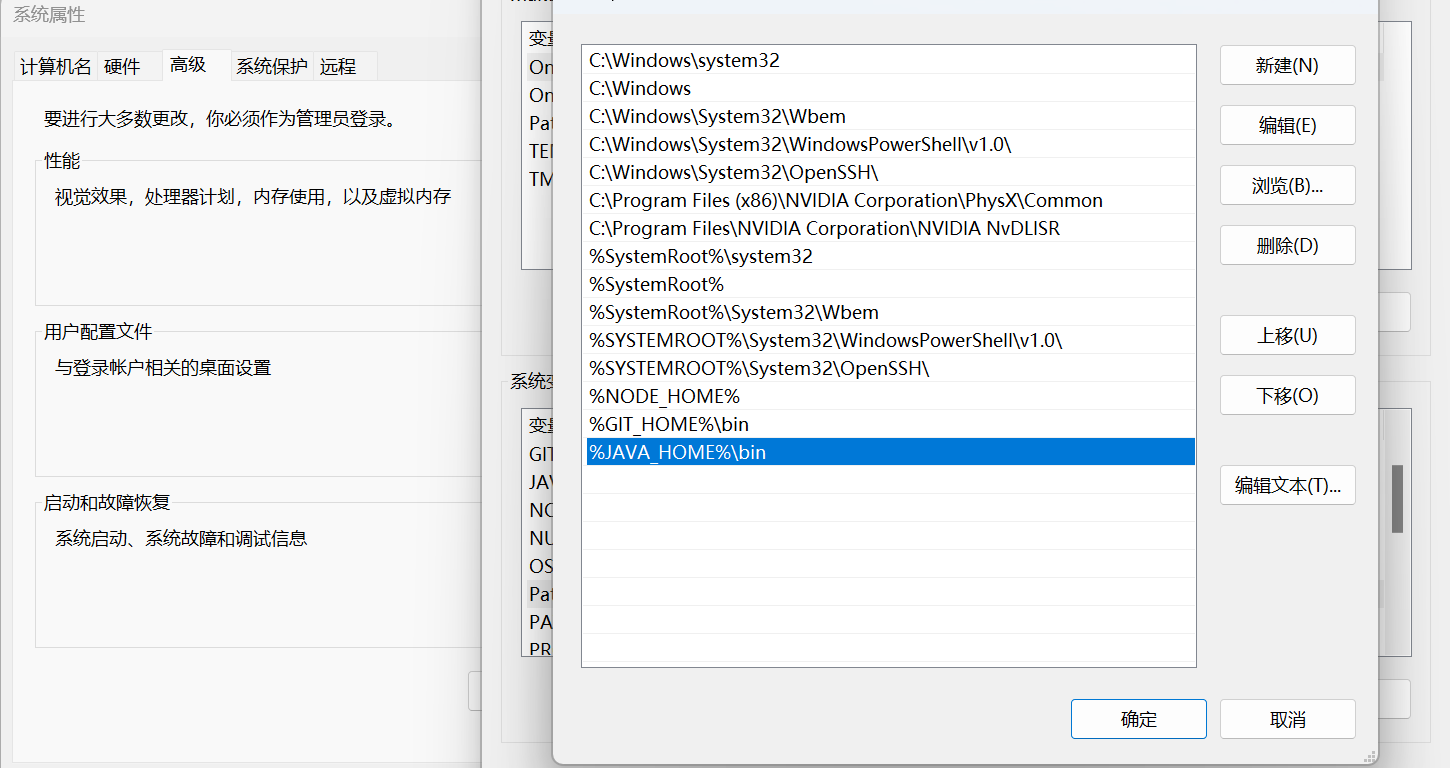 系统属性
计算机名
硬件
高级
系统保护
远程
要进行大多数更改，你必须作为管理员登录。
性能
视觉效果，处理器计划，内存使用，以及虚拟内存
用户配置文件
与登录帐户相关的桌面设置
启动和故障恢复
系统启动、系统故障和调试信息
变量
On
On
Pat
TEM
TM
系统变
变量
GIT
JAV
NO
NU
OS
Pat
PA
PR
C:\Windows\system32
C:\Windows
C:\Windows\System32\Wbem
C:\Windows\System32\WindowsPowerShell\v1.0\
C:\Windows\System32\OpenSSH\
C:\Program Files (x86)\NVIDIA Corporation\PhysX\Common
C:\Program Files\NVIDIA Corporation\NVIDIA NvDLISR
%SystemRoot%\system32
%SystemRoot%
%SystemRoot%\System32\Wbem
%SYSTEMROOT%\System32\WindowsPowerShell\v1.0\
%SYSTEMROOT%\System32\OpenSSH\
%NODE_HOME%
%GIT_HOME%\bin
%JAVA_HOME%\bin
新建(N)
编辑(E)
浏览(B)...
删除(D)
上移(U)
下移(O)
编辑文本(T)...
确定
取消